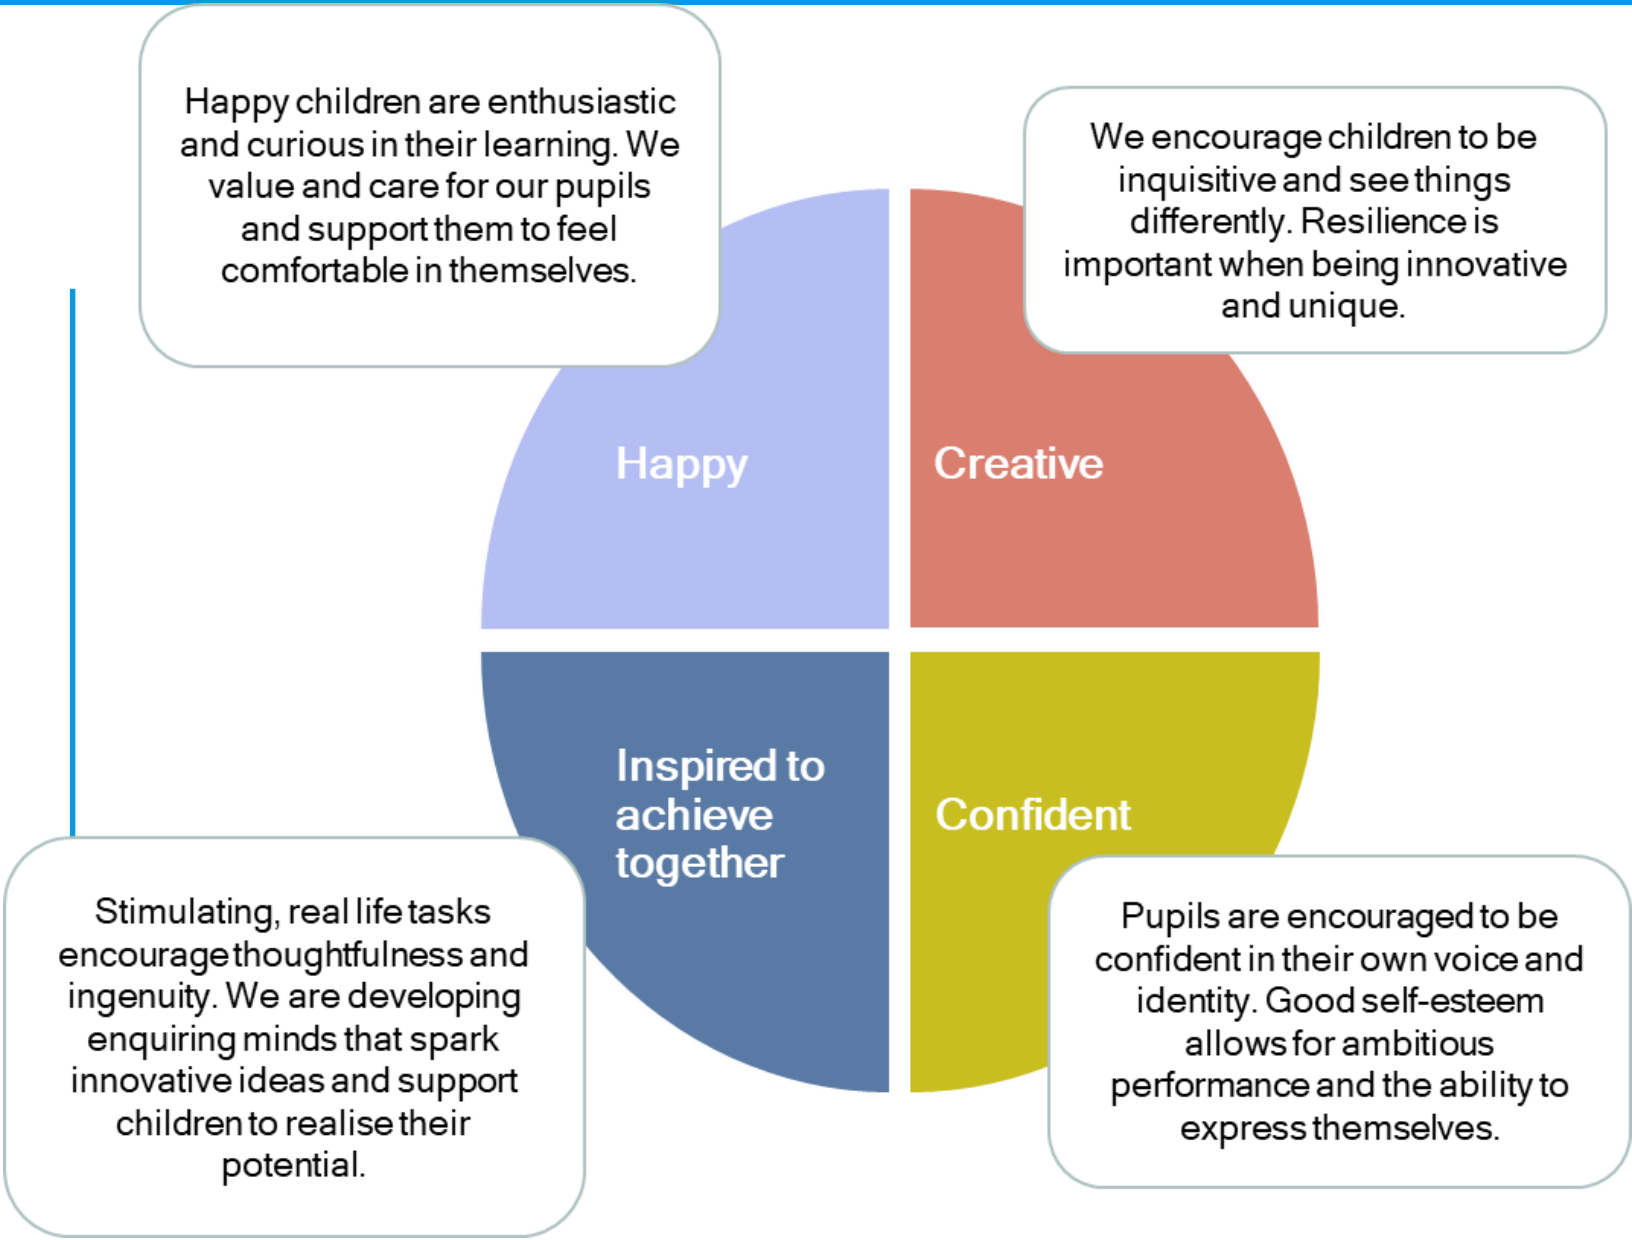 Happy children are enthusiastic
and curious in their learning. We
value and care for our pupils
and support them to feel
comfortable in themselves.
We encourage children to be
inquisitive and see things
differently. Resilience is
important when being innovative
and unique.
Happy
Creative
Inspired to
achieve
together
Confident
Stimulating, real life tasks
encourage thoughtfulness and
ingenuity. We are developing
enquiring minds that spark
innovative ideas and support
children to realise their
potential.
Pupils are encouraged to be
confident in their own voice and
identity. Good self-esteem
allows for ambitious
performance and the ability to
express themselves.